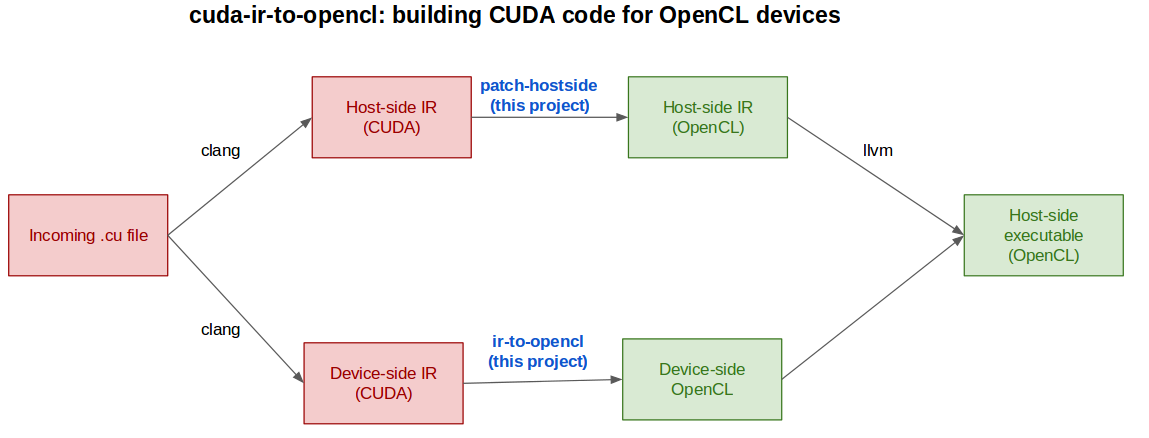 cuda-ir-to-opencl: building CUDA code for OpenCL devices
patch-hostside
(this project)
Host-side IR
(CUDA)
Host-side IR
(OpenCL)
clang
llvm
Incoming .cu file
Host-side
executable
(OpenCL)
clang
ir-to-opencl
(this project)
Device-side IR
(CUDA)
Device-side
OpenCL